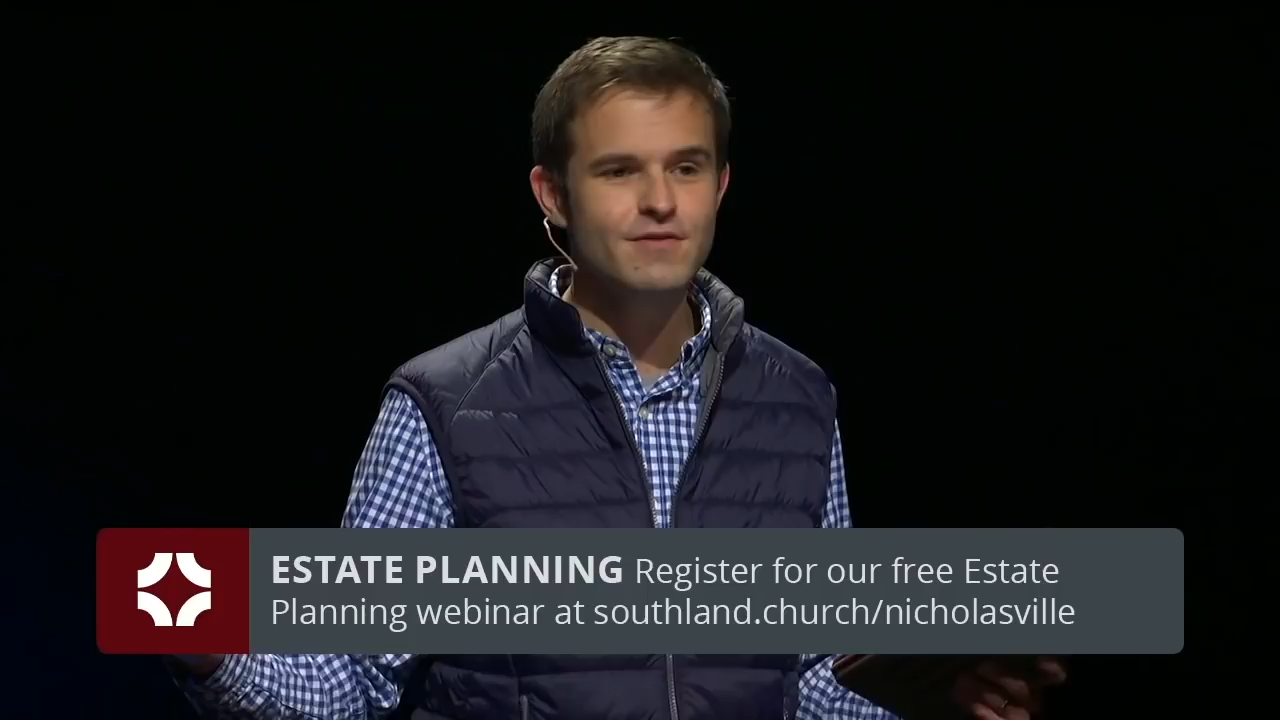 ESTATE PLANNING Register for our free Estate
Planning webinar at southland.church/nicholasville